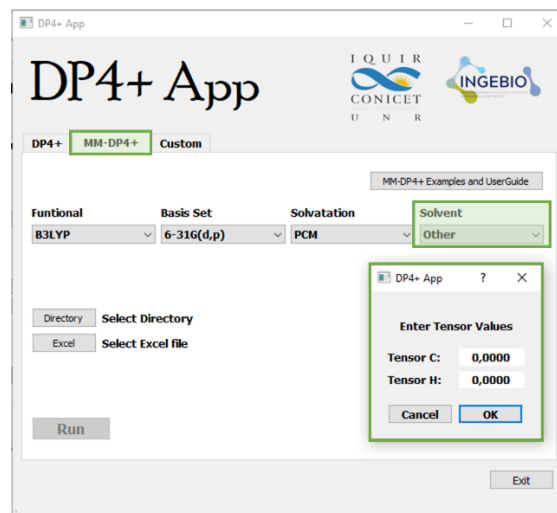 DP4+ App
DP4+ App
I Q U I R
CONICET
U N R
INGEBIO
DP4+ MM-DP4+ Custom
MM-DP4+ Examples and UserGuide
Funtional Basis Set Solvatation Solvent
B3LYP 6-31G(d,p) PCM Other
DP4+ App ? ×
Enter Tensor Values
Tensor C: 0,0000
Tensor H: 0,0000
Cancel OK
Directory Select Directory
Excel Select Excel file
Run
Exit